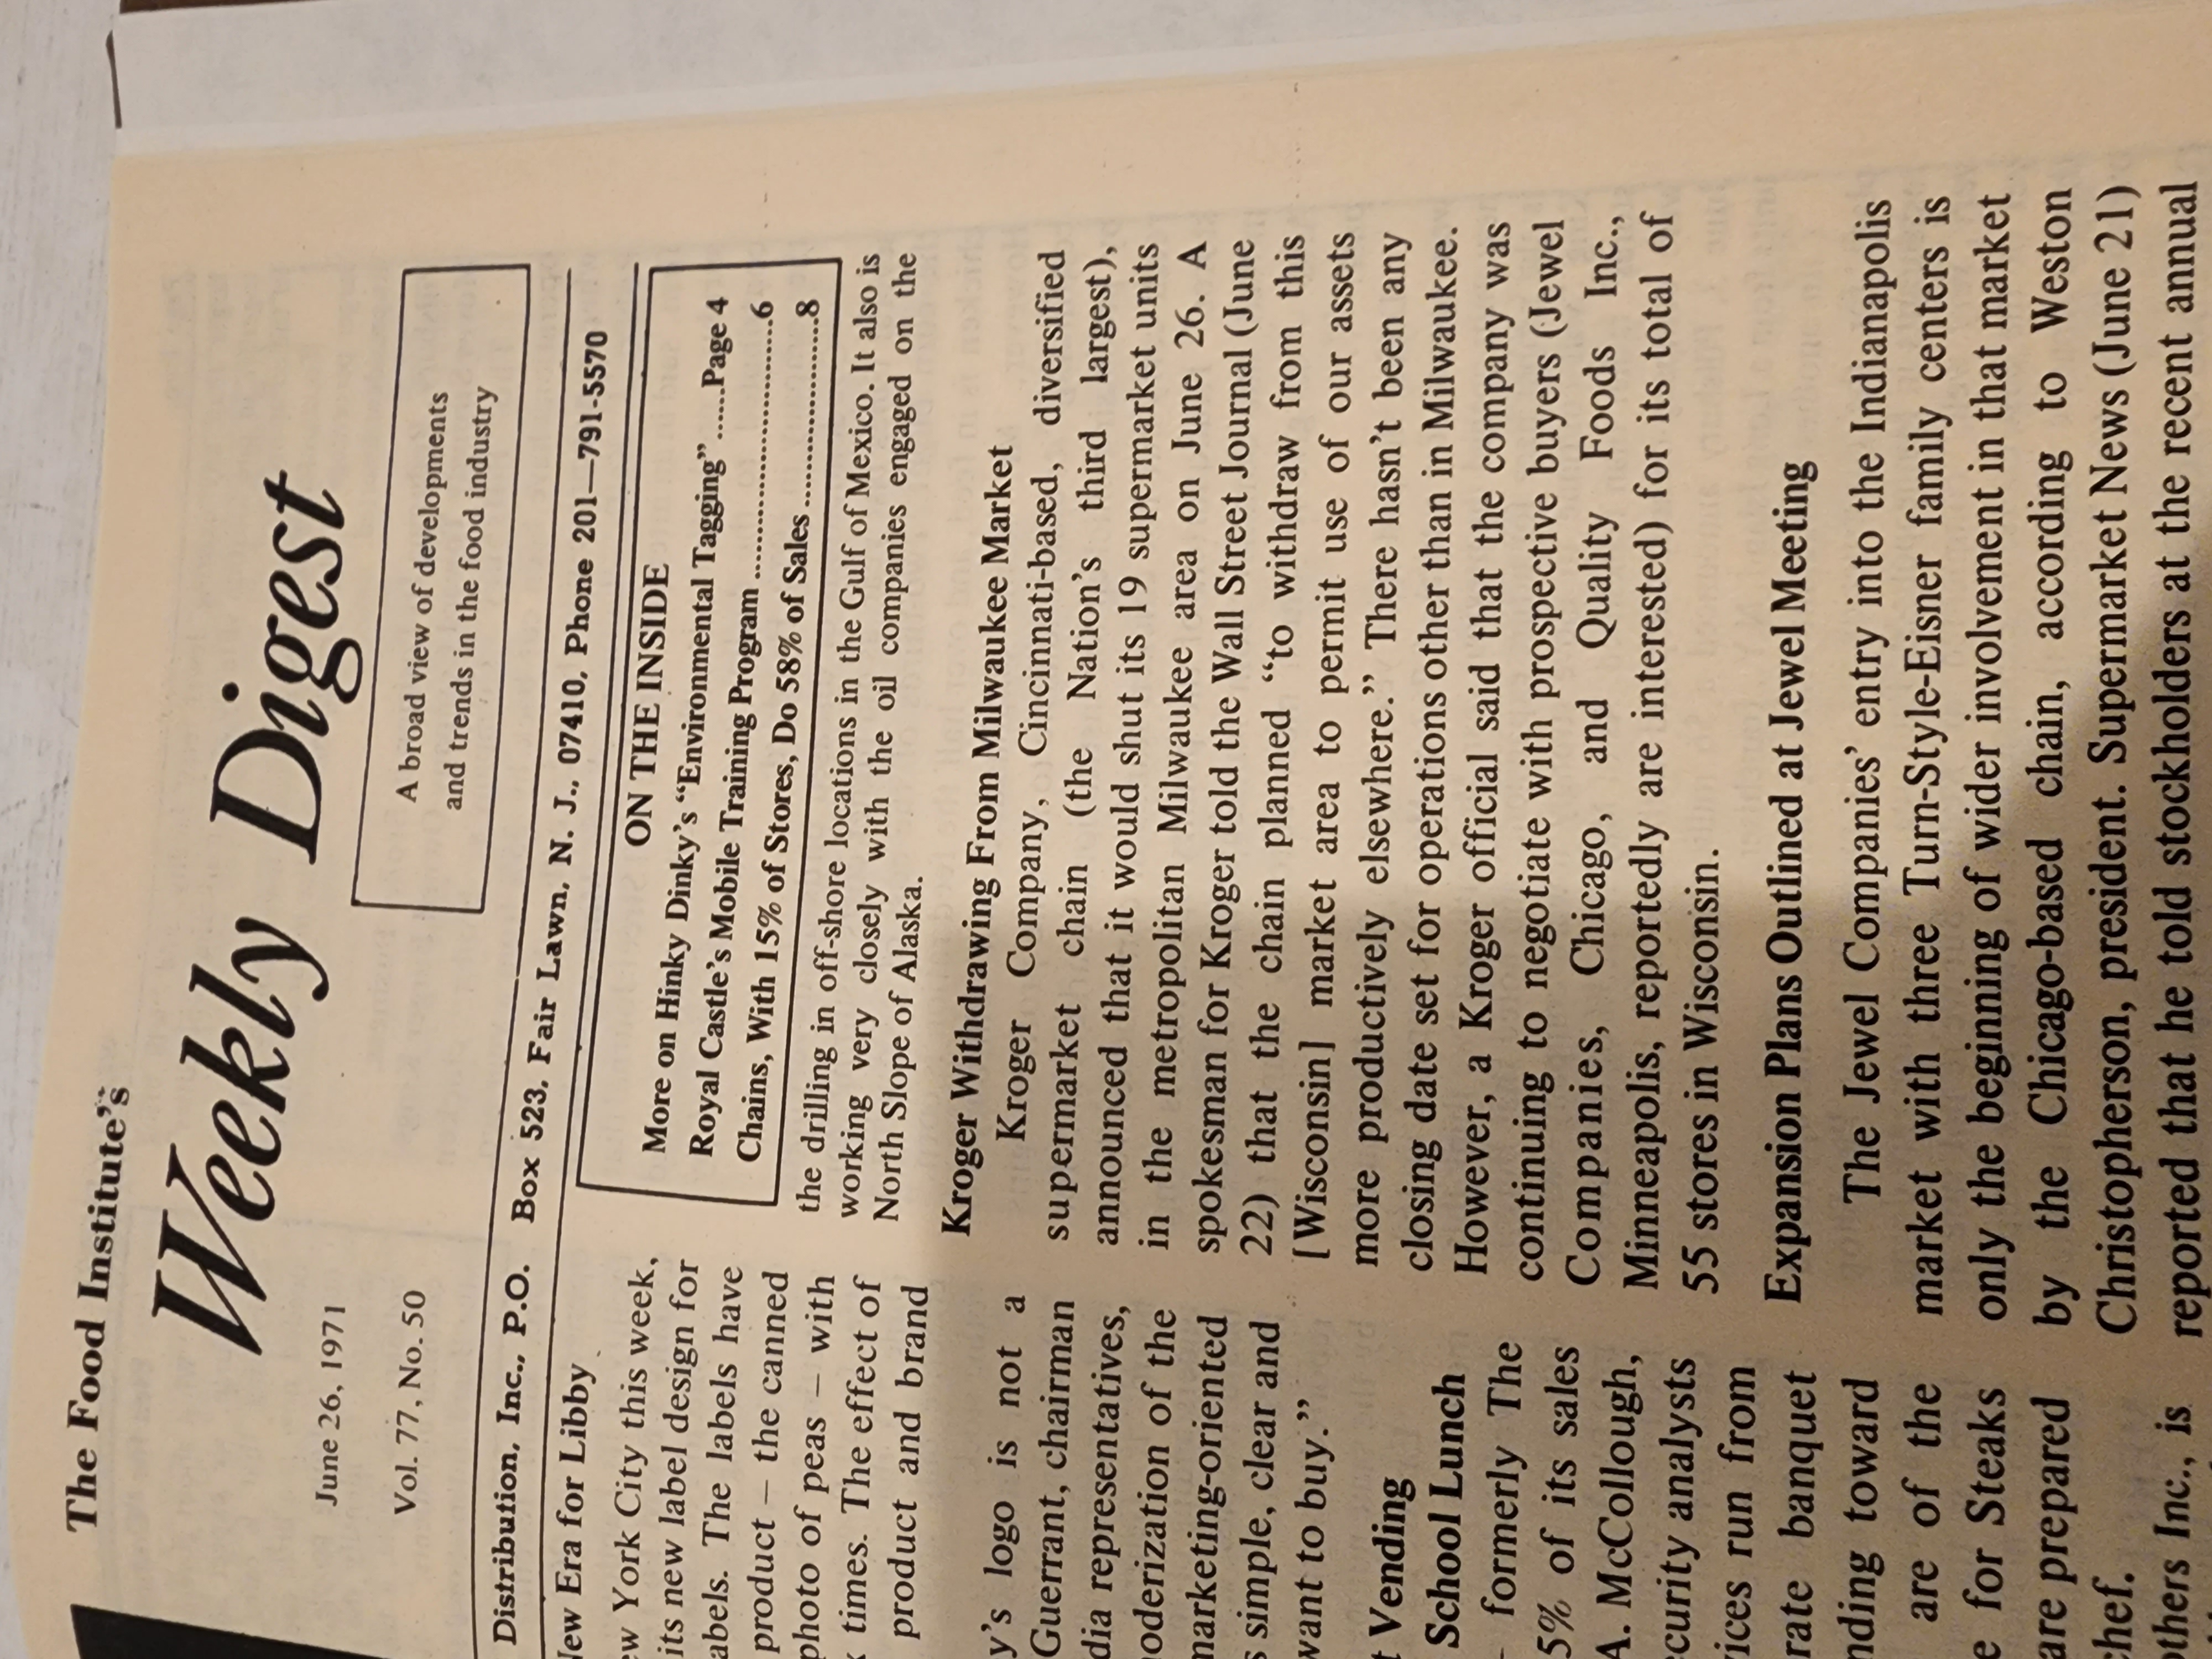 The Food Institute's
Weekly Digest
June 26, 1971
Vol. 77, No. 50
A broad view of developments
and trends in the food industry
Distribution, Inc., P.O. Box 523, Fair Lawn, N. J., 07410, Phone 201—791-5570
New Era for Libby
York City this week,
its new label design for
The labels have
product – the canned
photo of peas – with
times. The effect of
product and brand
logo is not a
Guerrant, chairman
representatives,
of the
marketing-oriented
simple, clear and
want to buy."
Vending
School Lunch
formerly The
5% of its sales
A. McCollough,
analysts
run from
banquet
toward
are of the
for Steaks
are prepared
Inc., is
ON THE INSIDE
More on Hinky Dinky's "Environmental Tagging" ......Page 4
Royal Castle's Mobile Training Program ..............................6
Chains, With 15% of Stores, Do 58% of Sales ......................8
the drilling in off-shore locations in the Gulf of Mexico. It also is
working very closely with the oil companies engaged on the
North Slope of Alaska.
Kroger Withdrawing From Milwaukee Market
Kroger Company, Cincinnati-based, diversified
supermarket chain (the Nation's third largest),
announced that it would shut its 19 supermarket units
in the metropolitan Milwaukee area on June 26. A
spokesman for Kroger told the Wall Street Journal (June
22) that the chain planned "to withdraw from this
[Wisconsin] market area to permit use of our assets
more productively elsewhere." There hasn't been any
closing date set for operations other than in Milwaukee.
However, a Kroger official said that the company was
continuing to negotiate with prospective buyers (Jewel
Companies, Chicago, and Quality Foods Inc.,
Minneapolis, reportedly are interested) for its total of
55 stores in Wisconsin.
Expansion Plans Outlined at Jewel Meeting
The Jewel Companies' entry into the Indianapolis
market with three Turn-Style-Eisner family centers is
only the beginning of wider involvement in that market
by the Chicago-based chain, according to Weston
Christopherson, president. Supermarket News (June 21)
reported that he told stockholders at the recent annual